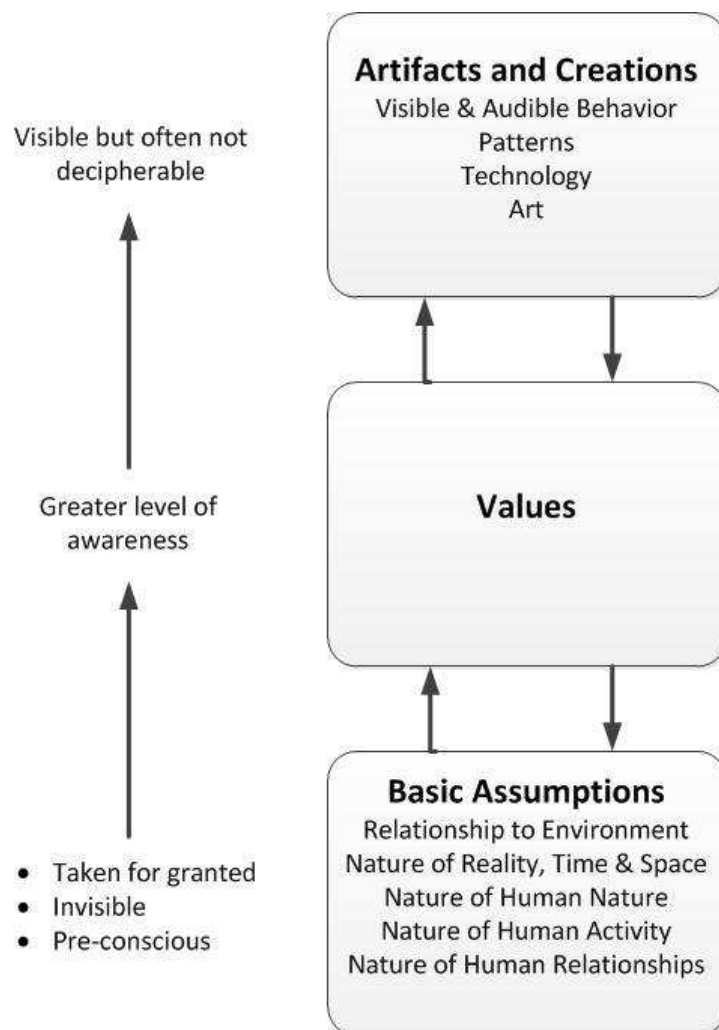 Artifacts and Creations
Visible & Audible Behavior
Patterns
Technology
Art
Visible but often not
decipherable
Values
Greater level of
awareness
Basic Assumptions
Relationship to Environment
Nature of Reality, Time & Space
Nature of Human Nature
Nature of Human Activity
Nature of Human Relationships
• Taken for granted
• Invisible
• Pre-conscious